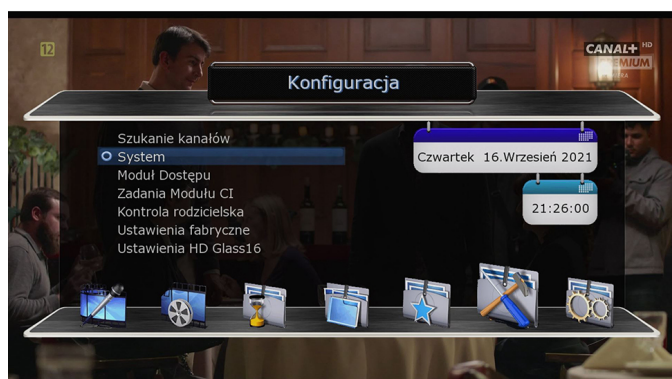 12
CANAL+ HD
PREMIUM
Konfiguracja
Szukanie kanałów
System
Moduł Dostępu
Zadania Modułu CI
Kontrola rodzicielska
Ustawienia fabryczne
Ustawienia HD Glass16
Czwartek 16.Wrzesień 2021
21:26:00